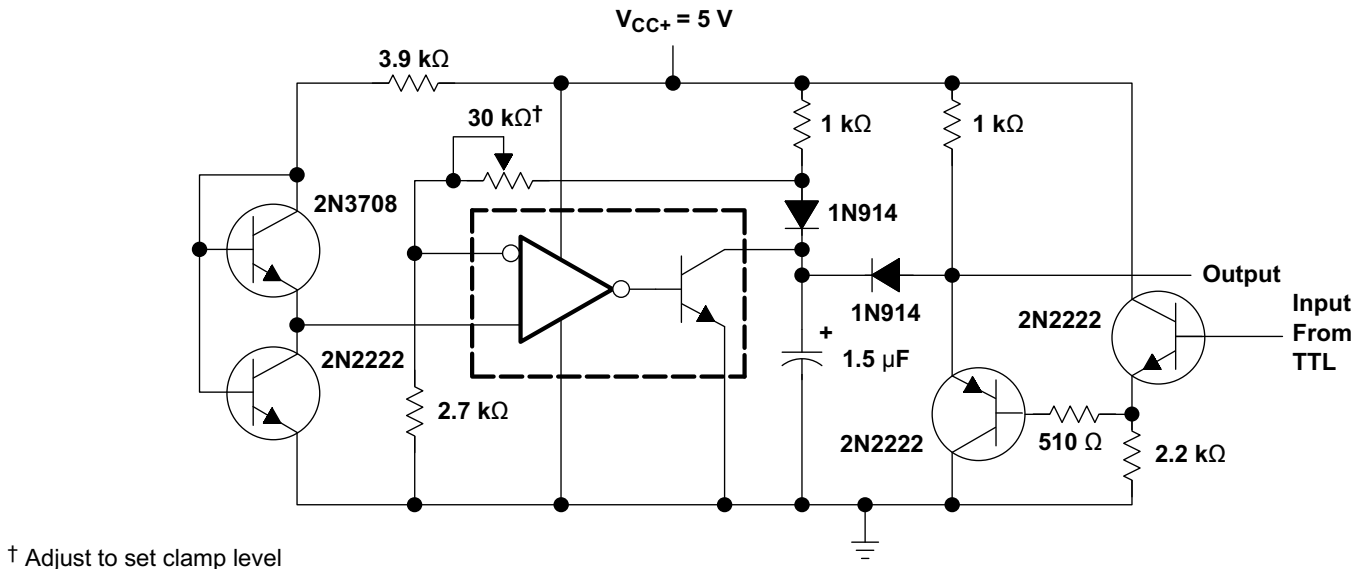 VCC+ = 5 V
3.9 kΩ
30 kΩ†
1 kΩ
1 kΩ
2N3708
1N914
Output
1N914
2N2222
Input
From
TTL
+
1.5 µF
2N2222
2.7 kΩ
2N2222
510 Ω
2.2 kΩ
† Adjust to set clamp level